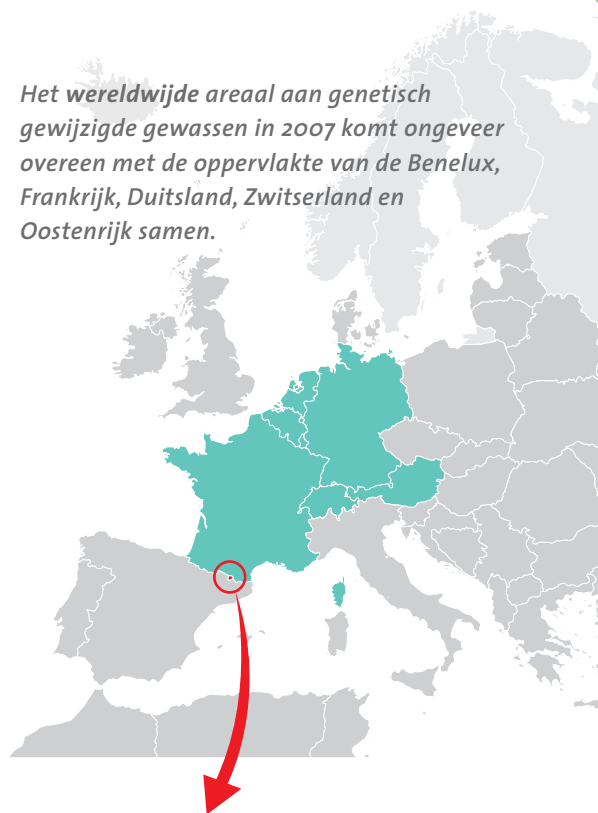 Het wereldwijde areaal aan genetisch
gewijzigde gewassen in 2007 komt ongeveer
overeen met de oppervlakte van de Benelux,
Frankrijk, Duitsland, Zwitserland en
Oostenrijk samen.